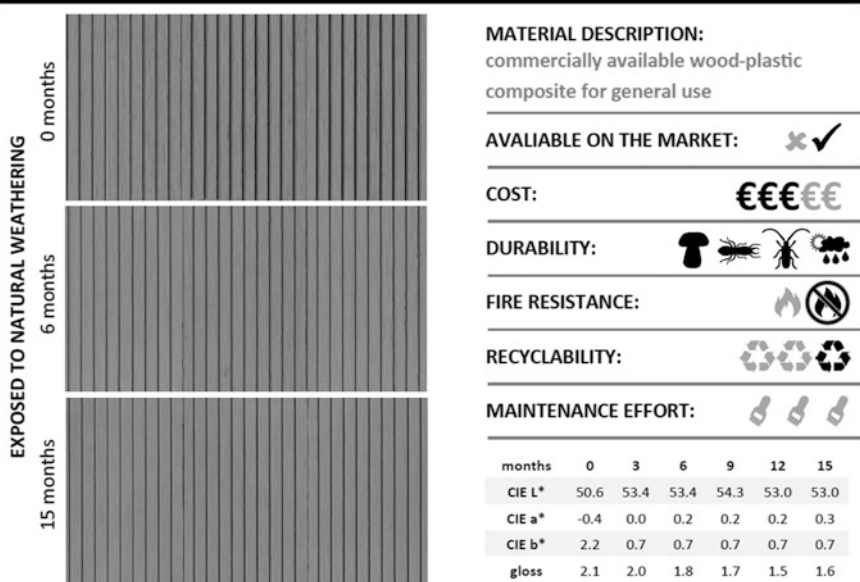 EXPOSED TO NATURAL WEATHERING
0 months
6 months
15 months
MATERIAL DESCRIPTION:
commercially available wood-plastic
composite for general use
AVALIABLE ON THE MARKET:
COST: €€€€€
DURABILITY:
FIRE RESISTANCE:
RECYCLABILITY:
MAINTENANCE EFFORT:
months 0 3 6 9 12 15
CIE L* 50.6 53.4 53.4 54.3 53.0 53.0
CIE a* -0.4 0.0 0.2 0.2 0.2 0.3
CIE b* 2.2 0.7 0.7 0.7 0.7 0.7
gloss 2.1 2.0 1.8 1.7 1.5 1.6